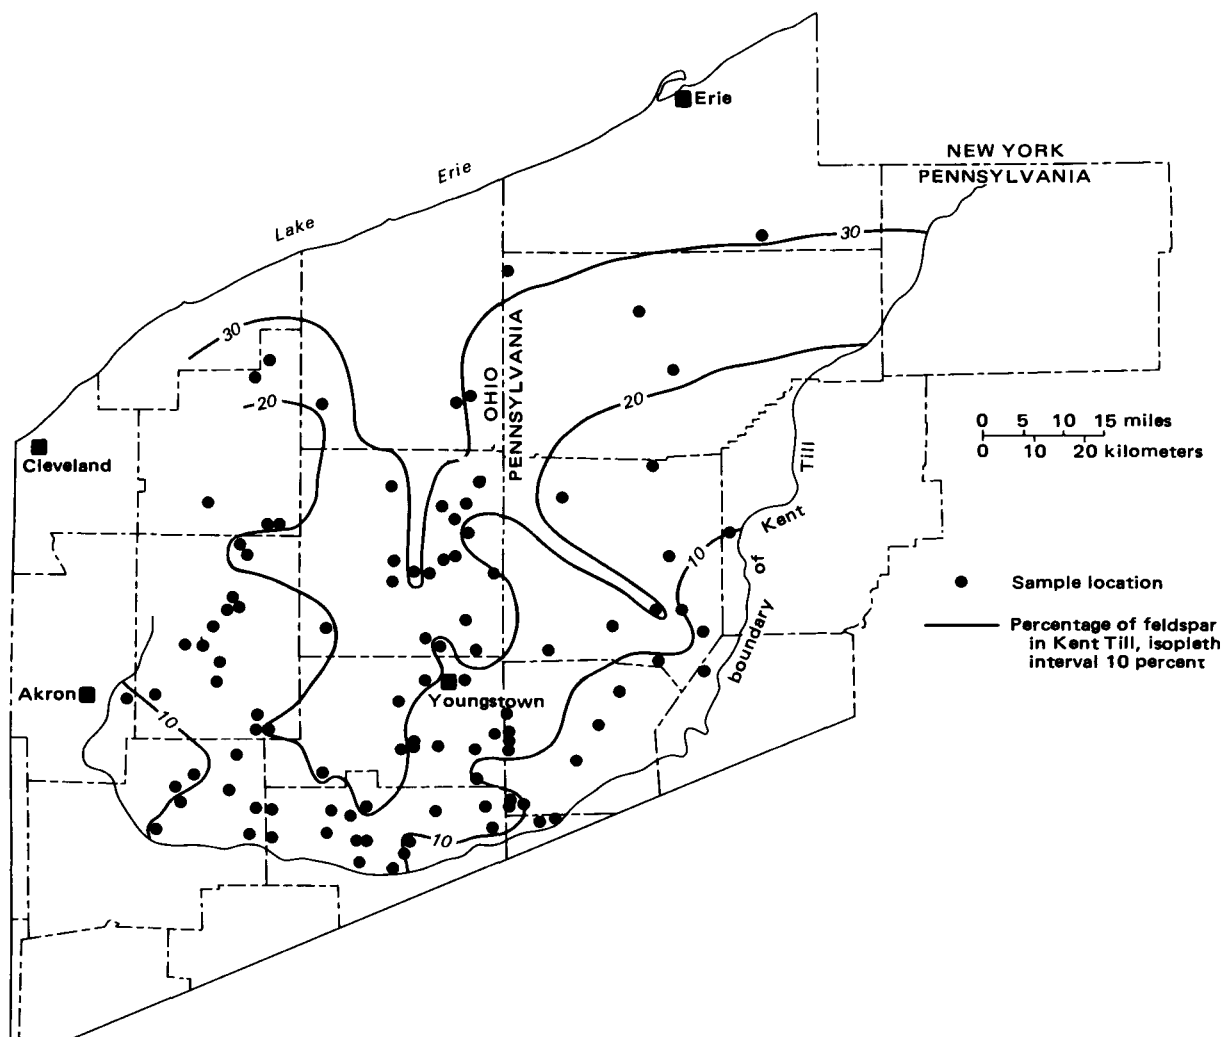 Erie
NEW YORK
PENNSYLVANIA
Lake Erie
30
30
OHIO
PENNSYLVANIA
20
20
0 5 10 15 miles
0 10 20 kilometers
Cleveland
boundary of Kent Till
10
Sample location
Percentage of feldspar
in Kent Till, isopleth
interval 10 percent
Akron
Youngstown
10
10